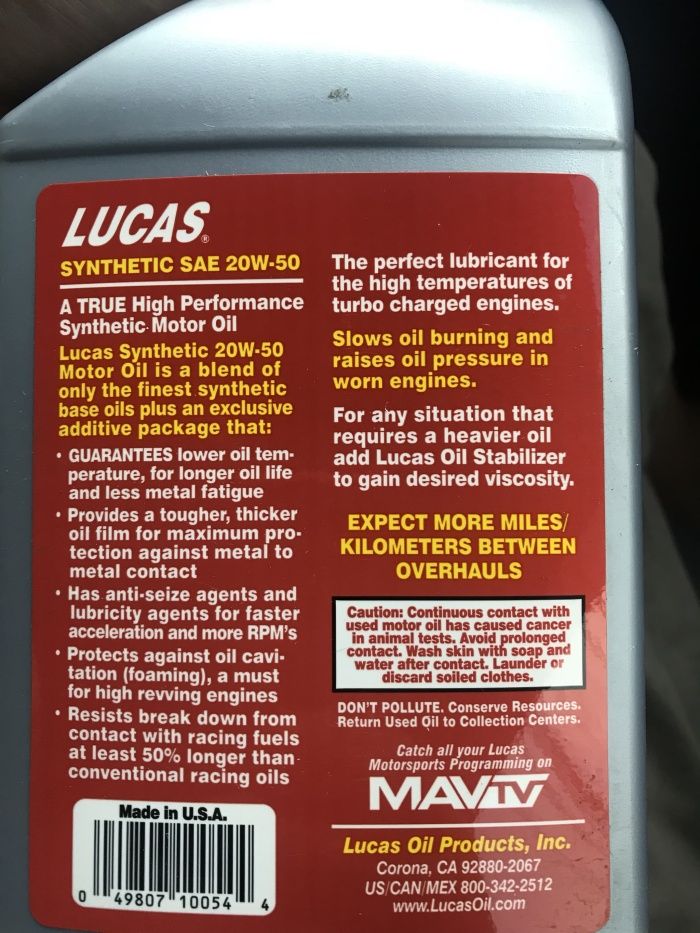 LUCAS®
SYNTHETIC SAE 20W-50
A TRUE High Performance
Synthetic Motor Oil
Lucas Synthetic 20W-50
Motor Oil is a blend of
only the finest synthetic
base oils plus an exclusive
additive package that:
• GUARANTEES lower oil tem-
perature, for longer oil life
and less metal fatigue
• Provides a tougher, thicker
oil film for maximum pro-
tection against metal to
metal contact
• Has anti-seize agents and
lubricity agents for faster
acceleration and more RPM's
• Protects against oil cavi-
tation (foaming), a must
for high revving engines
• Resists break down from
contact with racing fuels
at least 50% longer than
conventional racing oils
Made in U.S.A.
0 49807 10054 4
The perfect lubricant for
the high temperatures of
turbo charged engines.
Slows oil burning and
raises oil pressure in
worn engines.
For any situation that
requires a heavier oil
add Lucas Oil Stabilizer
to gain desired viscosity.
EXPECT MORE MILES/
KILOMETERS BETWEEN
OVERHAULS
Caution: Continuous contact with
used motor oil has caused cancer
in animal tests. Avoid prolonged
contact. Wash skin with soap and
water after contact. Launder or
discard soiled clothes.
DON'T POLLUTE. Conserve Resources.
Return Used Oil to Collection Centers.
Catch all your Lucas
Motorsports Programming on
MAVTV
Lucas Oil Products, Inc.
Corona, CA 92880-2067
US/CAN/MEX 800-342-2512
www.LucasOil.com